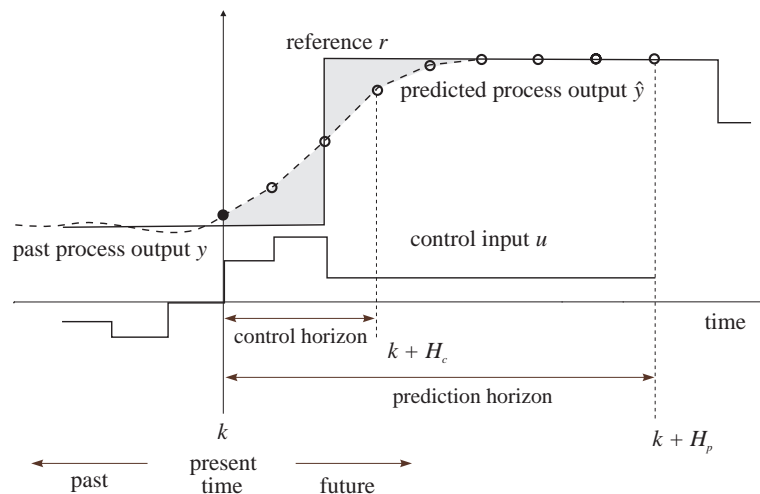 reference r
predicted process output ŷ
past process output y
control input u
time
control horizon
k + H_c
prediction horizon
k
k + H_p
present
time
past
future